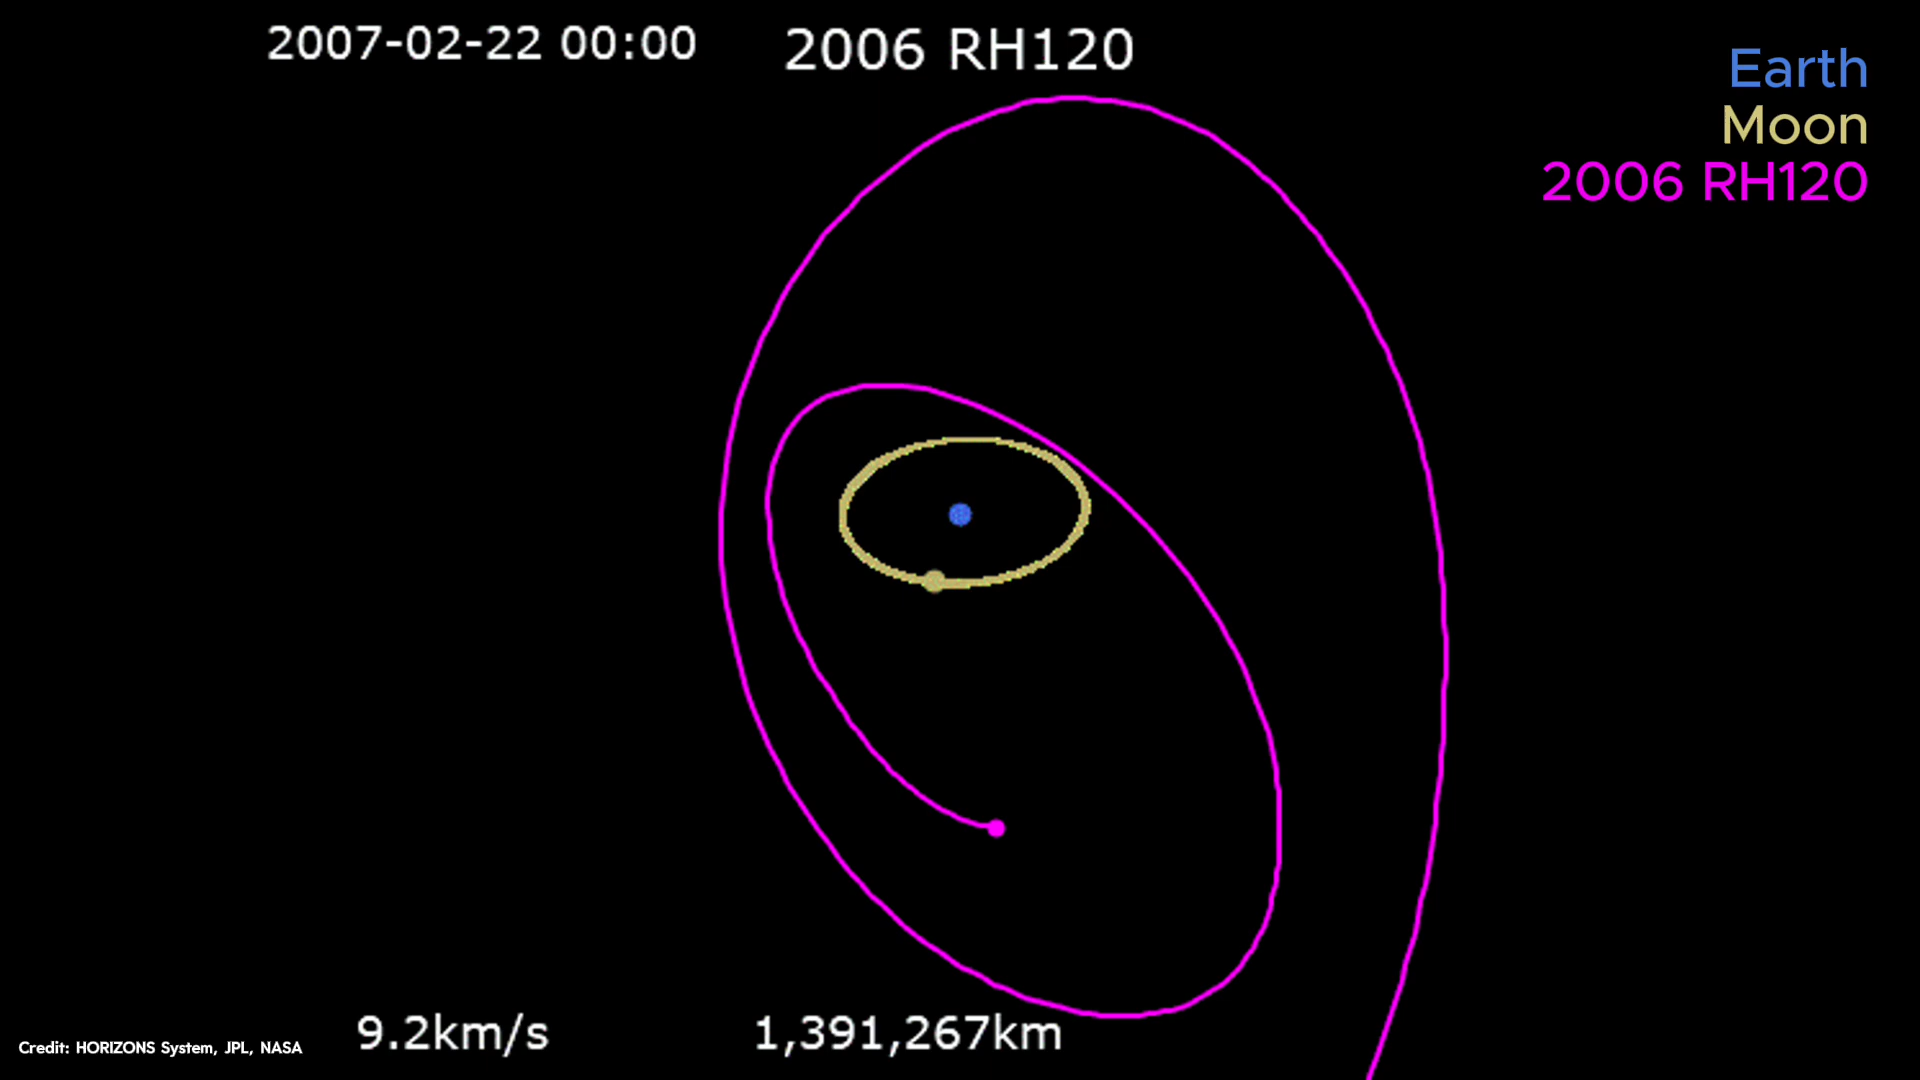 2007-02-22 00:00
2006 RH120
Earth
Moon
2006 RH120
9.2km/s
1,391,267km
Credit: HORIZONS System, JPL, NASA